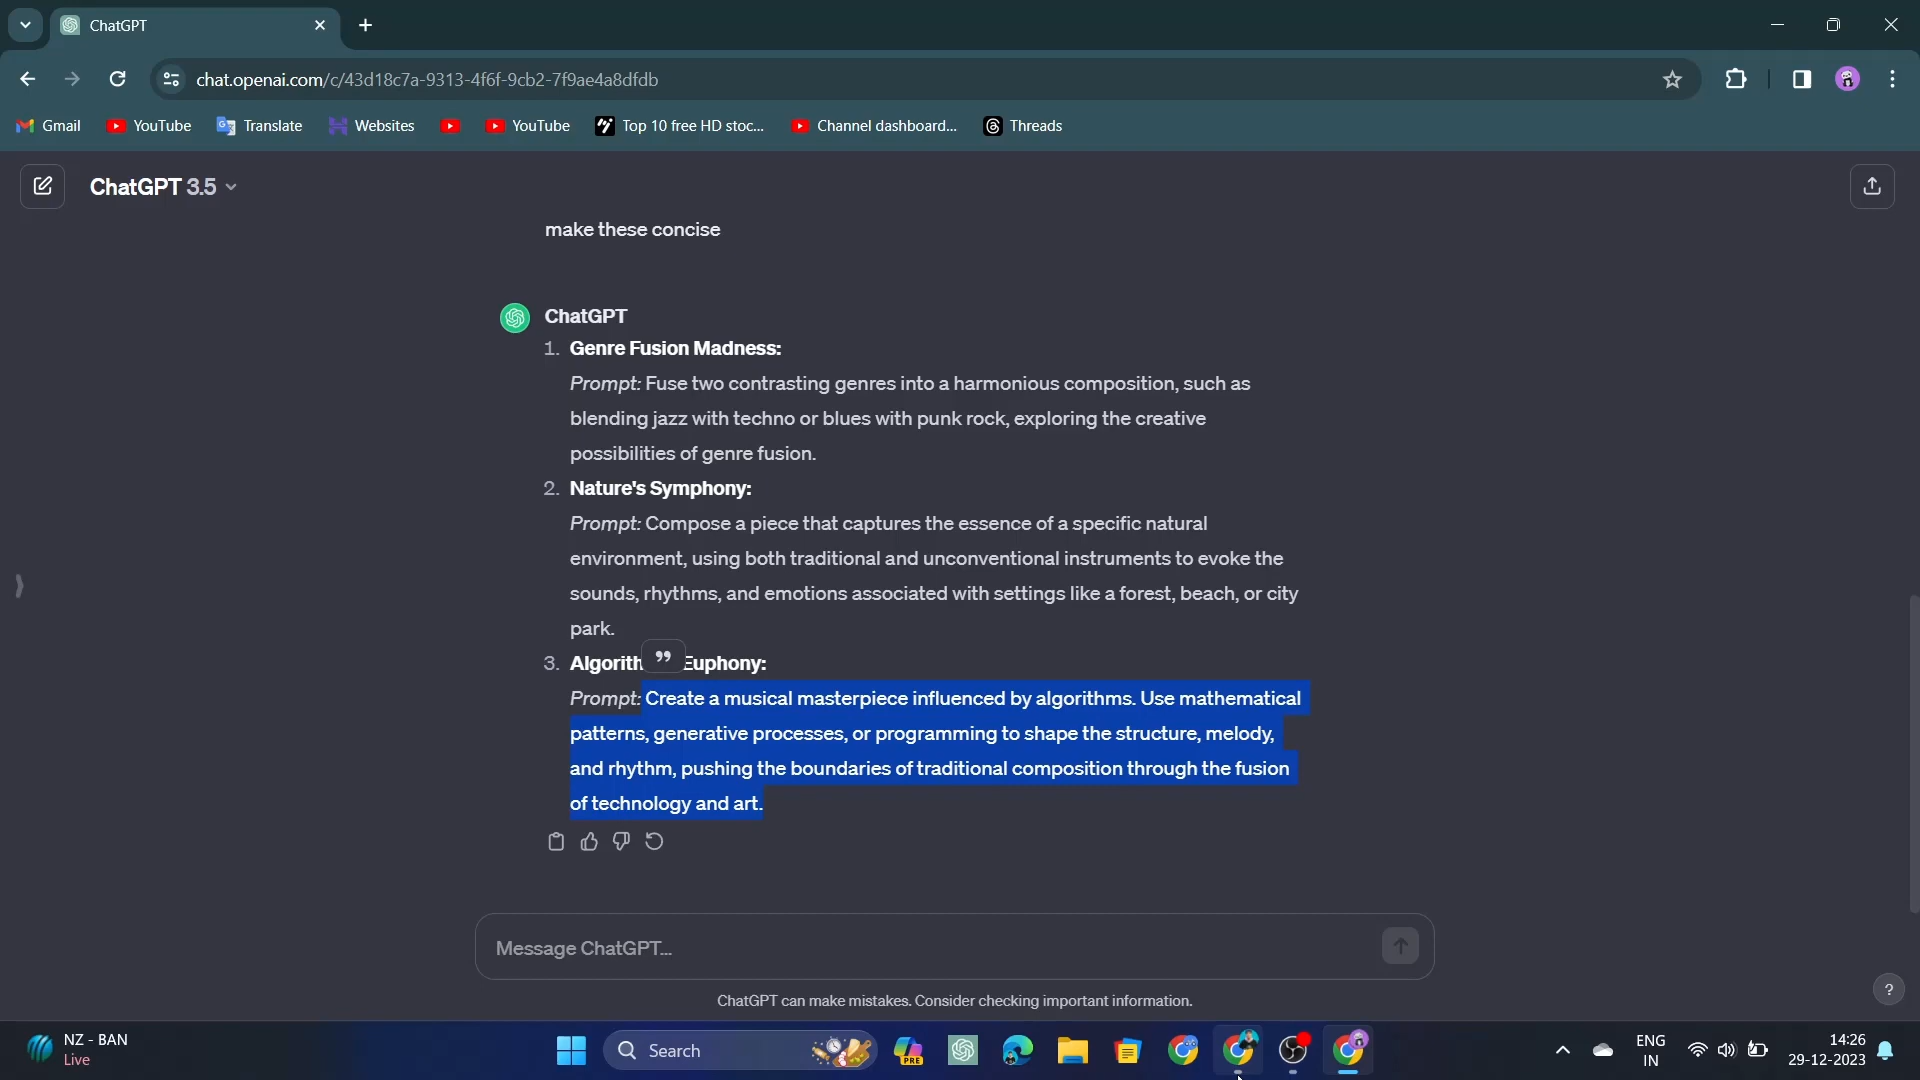 ChatGPT
chat.openai.com/c/43d18c7a-9313-4f6f-9cb2-7f9ae4a8dfdb
Gmail YouTube Translate Websites YouTube Top 10 free HD stoc... Channel dashboard... Threads
ChatGPT 3.5
make these concise
ChatGPT
1. Genre Fusion Madness:
Prompt: Fuse two contrasting genres into a harmonious composition, such as
blending jazz with techno or blues with punk rock, exploring the creative
possibilities of genre fusion.
2. Nature's Symphony:
Prompt: Compose a piece that captures the essence of a specific natural
environment, using both traditional and unconventional instruments to evoke the
sounds, rhythms, and emotions associated with settings like a forest, beach, or city
park.
3. Algorith Euphony:
Prompt: Create a musical masterpiece influenced by algorithms. Use mathematical
patterns, generative processes, or programming to shape the structure, melody,
and rhythm, pushing the boundaries of traditional composition through the fusion
of technology and art.
Message ChatGPT...
ChatGPT can make mistakes. Consider checking important information.
?
NZ - BAN
Live
Search
PRE
ENG
IN
14:26
29-12-2023